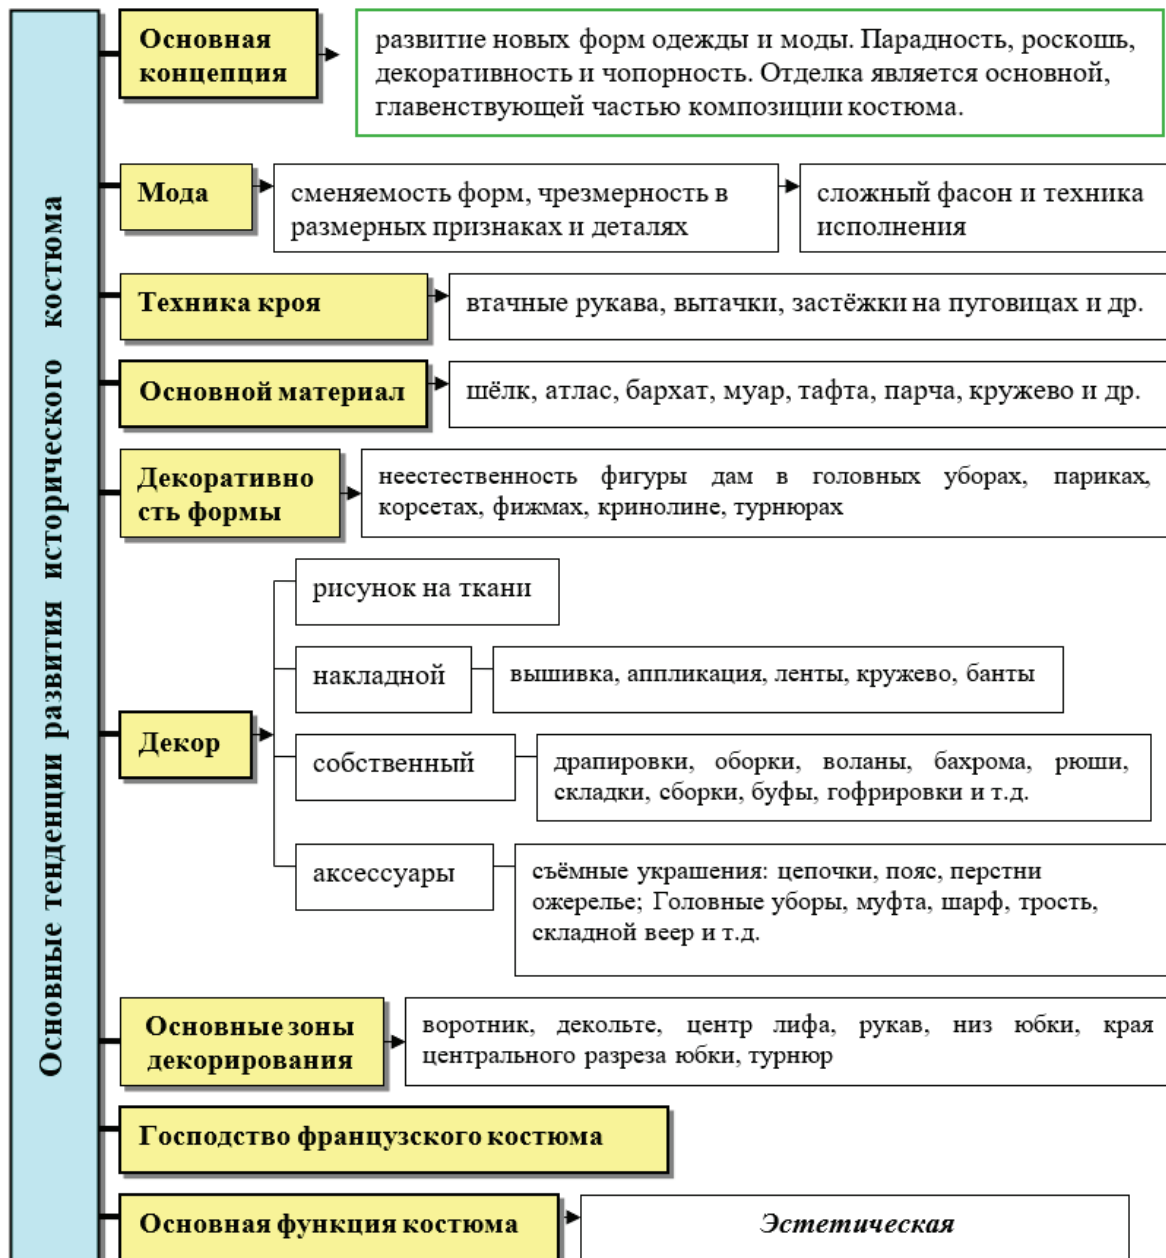 Основные тенденции развития исторического костюма
Основная
концепция
развитие новых форм одежды и моды. Парадность, роскошь,
декоративность и чопорность. Отделка является основной,
главенствующей частью композиции костюма.
Мода
сменяемость форм, чрезмерность в
размерных признаках и деталях
сложный фасон и техника
исполнения
Техника кроя
втачные рукава, вытачки, застёжки на пуговицах и др.
Основной материал
шёлк, атлас, бархат, муар, тафта, парча, кружево и др.
Декоративно
сть формы
неестественность фигуры дам в головных уборах, париках,
корсетах, фижмах, кринолине, турнюрах
Декор
рисунок на ткани
накладной
вышивка, аппликация, ленты, кружево, банты
собственный
драпировки, оборки, воланы, бахрома, рюши,
складки, сборки, буфы, гофрировки и т.д.
аксессуары
съёмные украшения: цепочки, пояс, перстни
ожерелье; Головные уборы, муфта, шарф, трость,
складной веер и т.д.
Основные зоны
декорирования
воротник, декольте, центр лифа, рукав, низ юбки, края
центрального разреза юбки, турнюр
Господство французского костюма
Основная функция костюма
Эстетическая